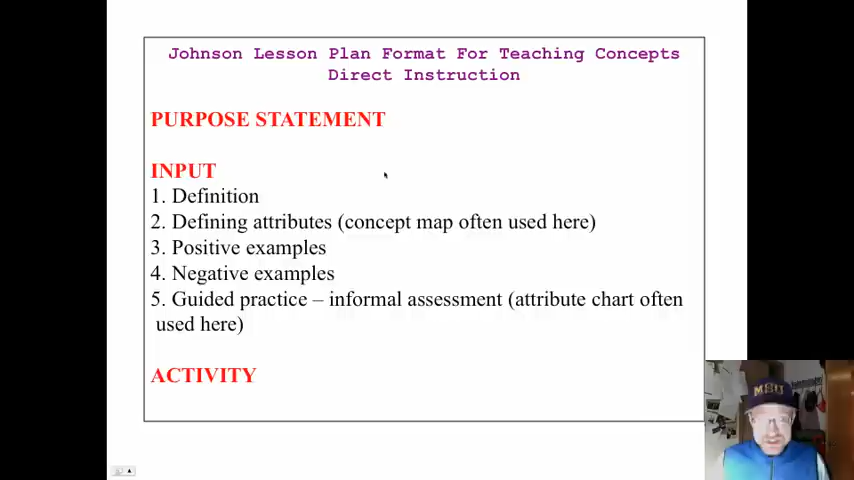 Johnson Lesson Plan Format For Teaching Concepts
Direct Instruction
PURPOSE STATEMENT
INPUT
1. Definition
2. Defining attributes (concept map often used here)
3. Positive examples
4. Negative examples
5. Guided practice – informal assessment (attribute chart often
used here)
ACTIVITY
MSU